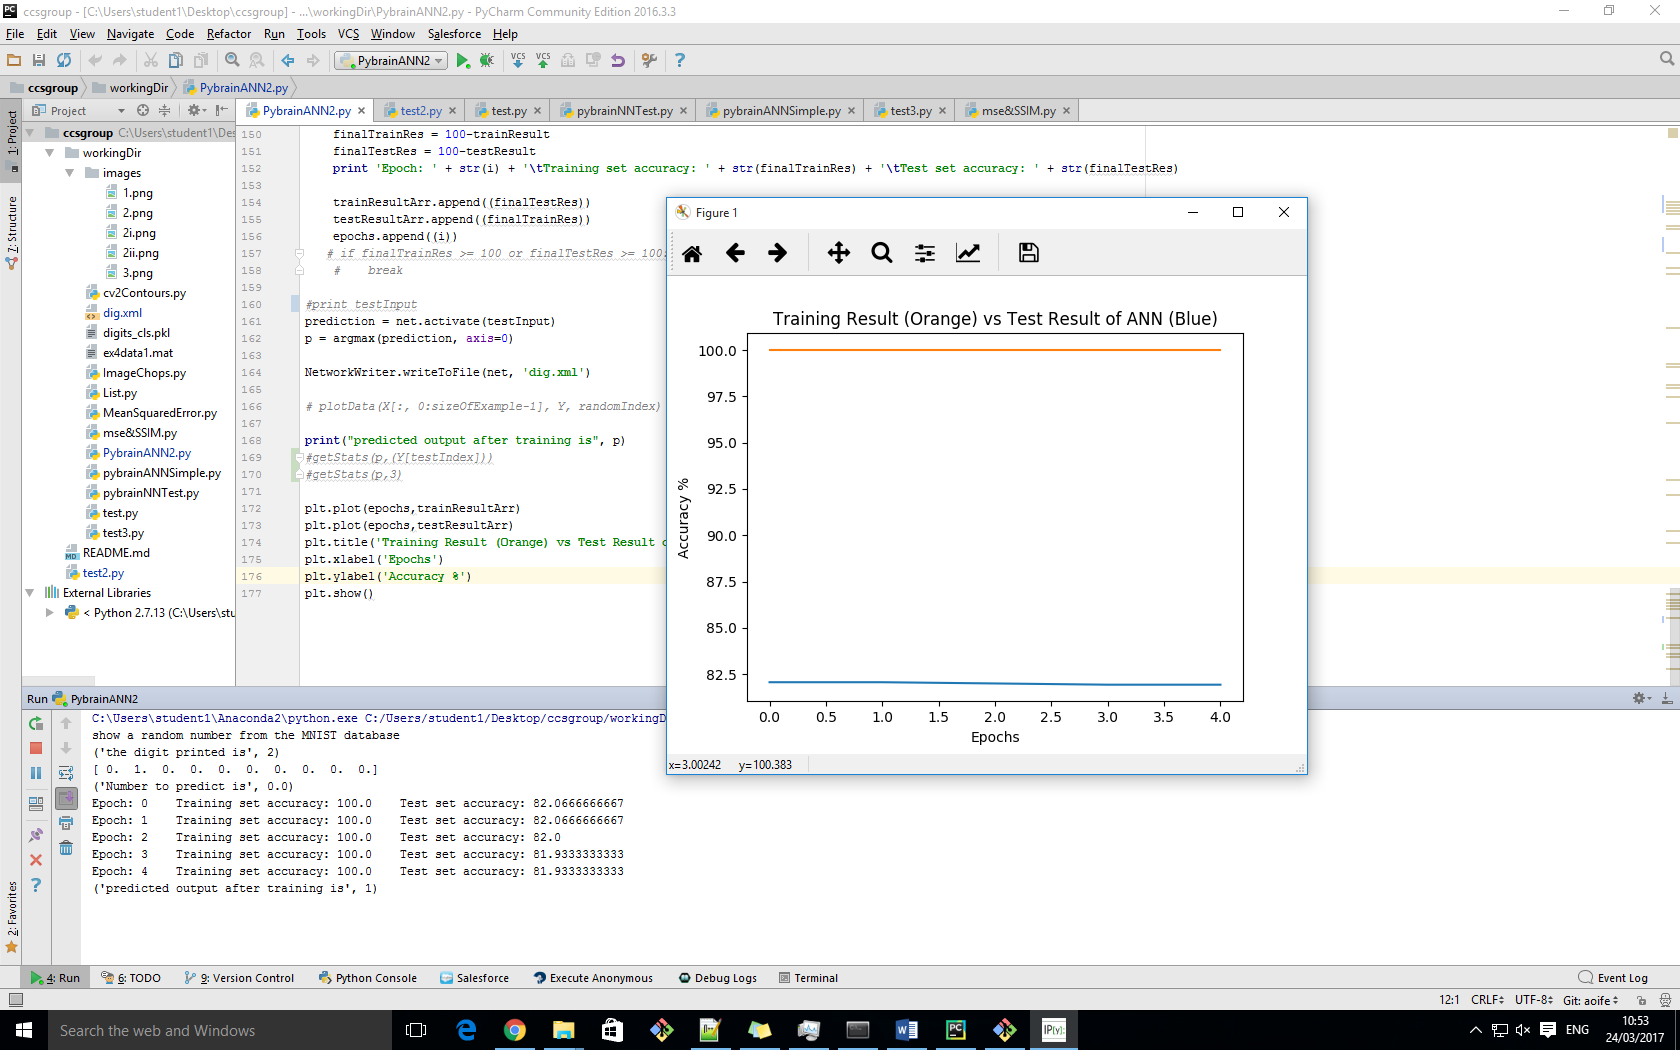 ccsgroup - [C:\Users\student1\Desktop\ccsgroup] - ...\workingDir\PybrainANN2.py - PyCharm Community Edition 2016.3.3
File Edit View Navigate Code Refactor Run Tools VCS Window Salesforce Help
PybrainANN2
VCS VCS
ccsgroup workingDir PybrainANN2.py
Project
PybrainANN2.py test2.py test.py pybrainNNTest.py pybrainANNSimple.py test3.py mse&SSIM.py
1: Project
7: Structure
2: Favorites
ccsgroup C:\Users\student1\Des
workingDir
images
1.png
2.png
2i.png
2ii.png
3.png
cv2Contours.py
dig.xml
digits_cls.pkl
ex4data1.mat
ImageChops.py
List.py
MeanSquaredError.py
mse&SSIM.py
PybrainANN2.py
pybrainANNSimple.py
pybrainNNTest.py
test.py
test3.py
README.md
test2.py
External Libraries
< Python 2.7.13 (C:\Users\stu
150 finalTrainRes = 100-trainResult
151 finalTestRes = 100-testResult
152 print 'Epoch: ' + str(i) + '\tTraining set accuracy: ' + str(finalTrainRes) + '\tTest set accuracy: ' + str(finalTestRes)
153
154 trainResultArr.append((finalTestRes))
155 testResultArr.append((finalTrainRes))
156 epochs.append((i))
157 # if finalTrainRes >= 100 or finalTestRes >= 100:
158 # break
159
160 #print testInput
161 prediction = net.activate(testInput)
162 p = argmax(prediction, axis=0)
163
164 NetworkWriter.writeToFile(net, 'dig.xml')
165
166 # plotData(X[:, 0:sizeOfExample-1], Y, randomIndex)
167
168 print("predicted output after training is", p)
169 #getStats(p,(Y[testIndex]))
170 #getStats(p,3)
171
172 plt.plot(epochs,trainResultArr)
173 plt.plot(epochs,testResultArr)
174 plt.title('Training Result (Orange) vs Test Result o
175 plt.xlabel('Epochs')
176 plt.ylabel('Accuracy %')
177 plt.show()
Figure 1
Training Result (Orange) vs Test Result of ANN (Blue)
100.0
97.5
95.0
92.5
90.0
87.5
85.0
82.5
Accuracy %
0.0 0.5 1.0 1.5 2.0 2.5 3.0 3.5 4.0
Epochs
x=3.00242 y=100.383
Run PybrainANN2
C:\Users\student1\Anaconda2\python.exe C:/Users/student1/Desktop/ccsgroup/workingD
show a random number from the MNIST database
('the digit printed is', 2)
[ 0. 1. 0. 0. 0. 0. 0. 0. 0. 0.]
('Number to predict is', 0.0)
Epoch: 0 Training set accuracy: 100.0 Test set accuracy: 82.0666666667
Epoch: 1 Training set accuracy: 100.0 Test set accuracy: 82.0666666667
Epoch: 2 Training set accuracy: 100.0 Test set accuracy: 82.0
Epoch: 3 Training set accuracy: 100.0 Test set accuracy: 81.9333333333
Epoch: 4 Training set accuracy: 100.0 Test set accuracy: 81.9333333333
('predicted output after training is', 1)
4: Run 6: TODO 9: Version Control Python Console Salesforce Execute Anonymous Debug Logs Terminal Event Log
12:1 CRLF UTF-8 Git: aoife
Search the web and Windows
IP[y]:
ENG
10:53
24/03/2017